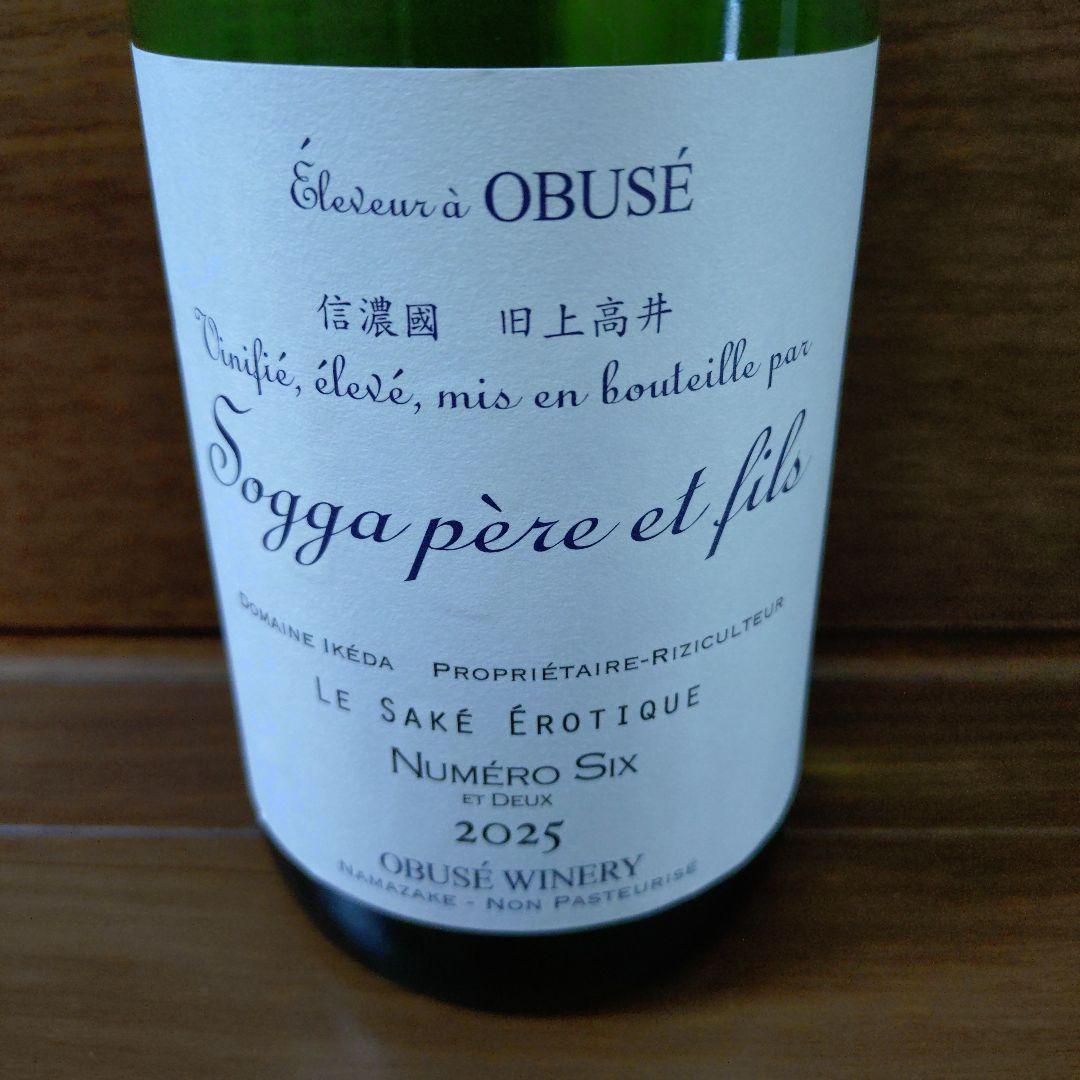 Éleveur à OBUSÉ
信濃國 旧上高井
Vinifié, élevé, mis en bouteille par
Sogga père et fils
DOMAINE IKÉDA PROPRIÉTAIRE-RIZICULTEUR
LE SAKÉ ÉROTIQUE
NUMÉRO SIX
ET DEUX
2025
OBUSÉ WINERY
NAMAZAKE - NON PASTEURISÉ